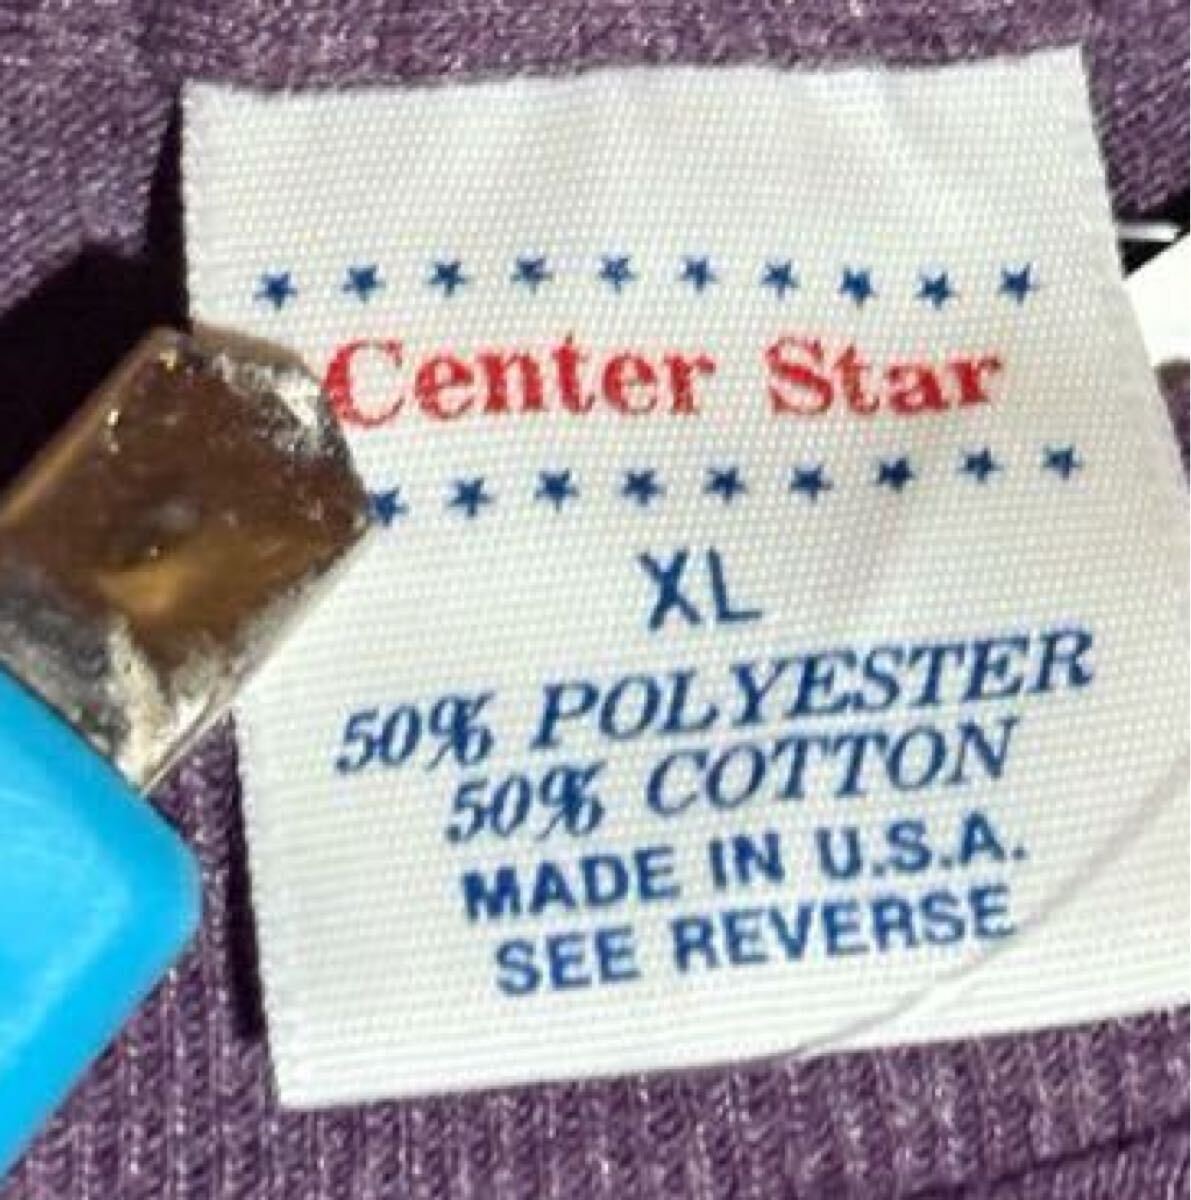 Center Star
XL
50% POLYESTER
50% COTTON
MADE IN U.S.A.
SEE REVERSE